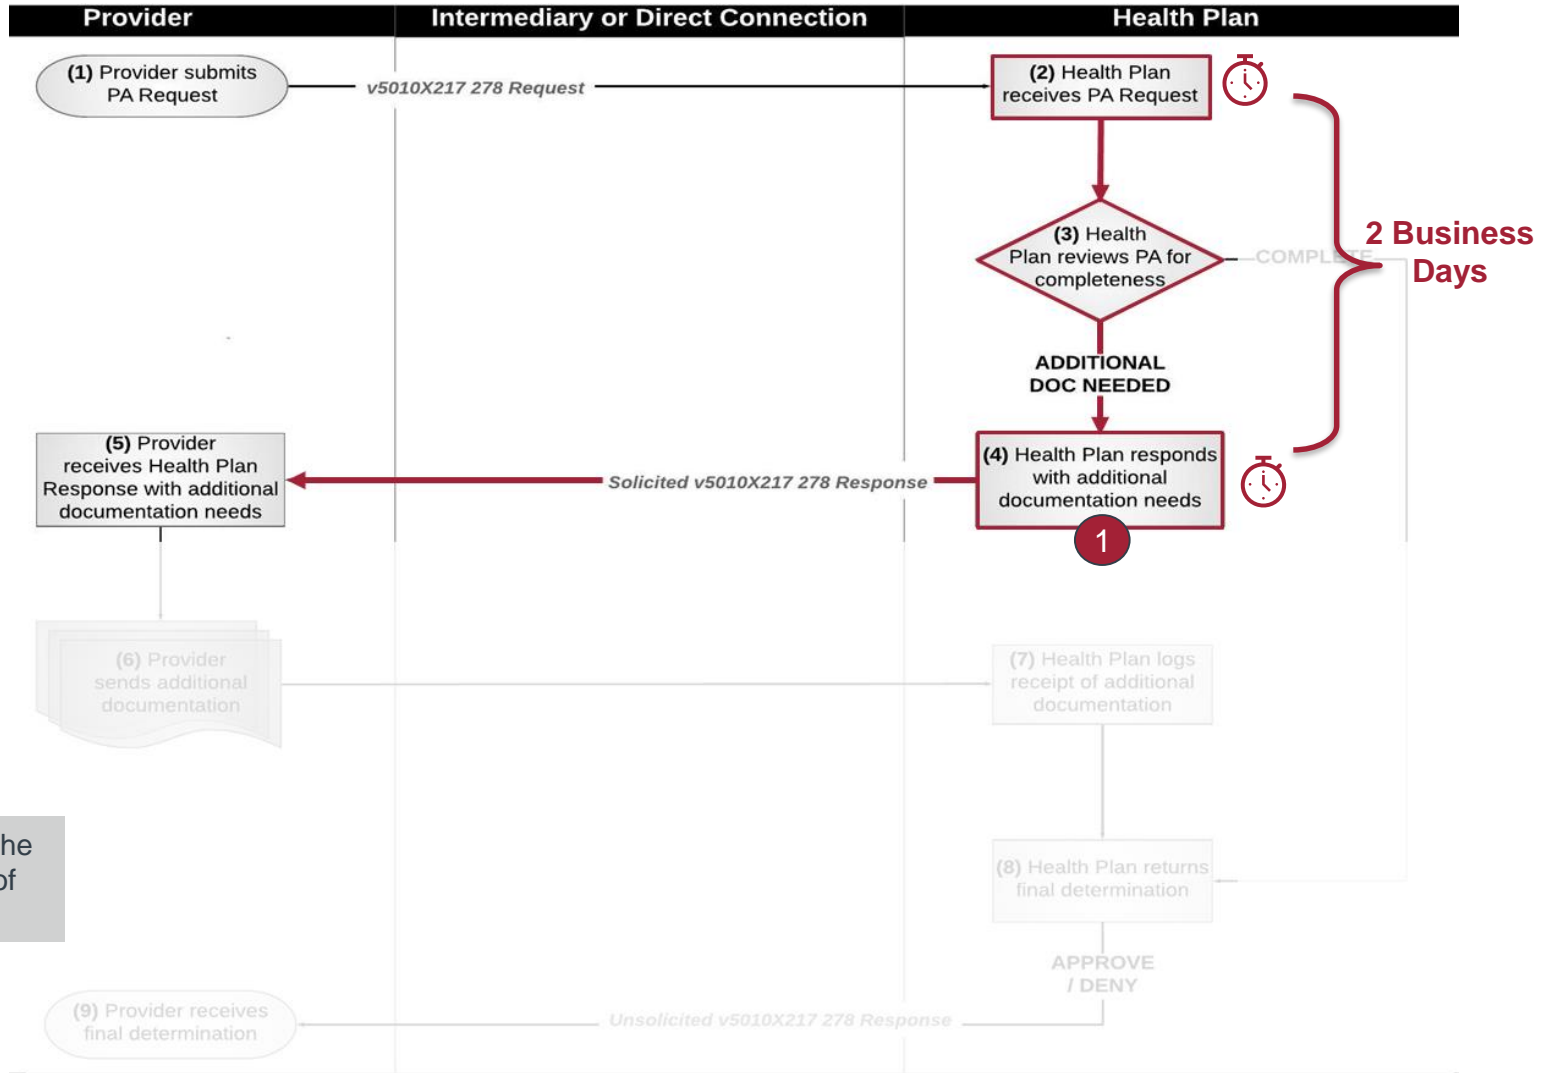 Provider
Intermediary or Direct Connection
Health Plan
(1) Provider submits
PA Request
v5010X217 278 Request
(2) Health Plan
receives PA Request
(3) Health
Plan reviews PA for
completeness
COMPLETE
2 Business
Days
ADDITIONAL
DOC NEEDED
(4) Health Plan responds
with additional
documentation needs
1
Solicited v5010X217 278 Response
(5) Provider
receives Health Plan
Response with additional
documentation needs
(6) Provider
sends additional
documentation
(7) Health Plan logs
receipt of additional
documentation
he
of
(8) Health Plan returns
final determination
APPROVE
/ DENY
Unsolicited v5010X217 278 Response
(9) Provider receives
final determination